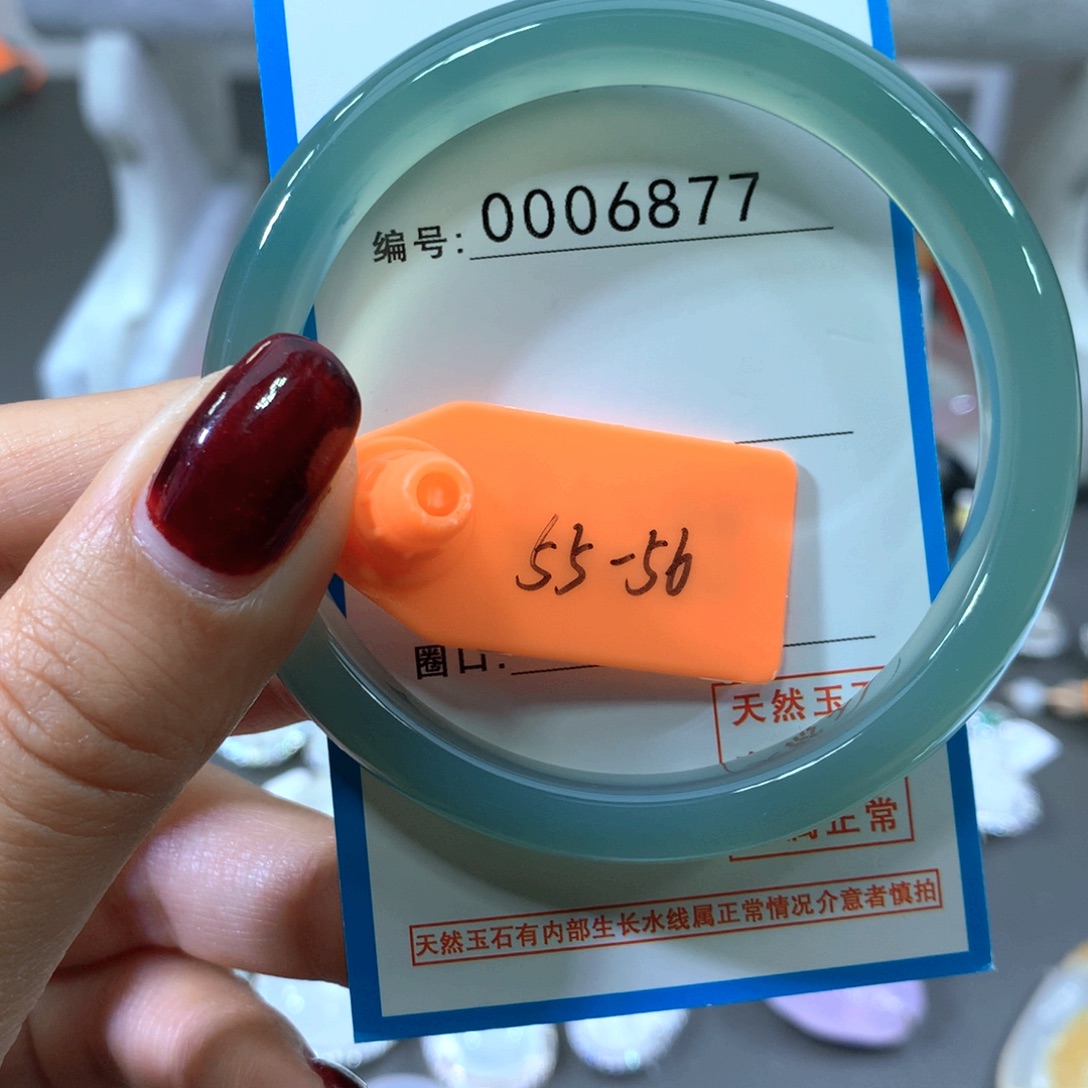 编号: 0006877
55-56
圈口:
天然玉
正常
天然玉石有内部生长水线属正常情况介意者慎拍